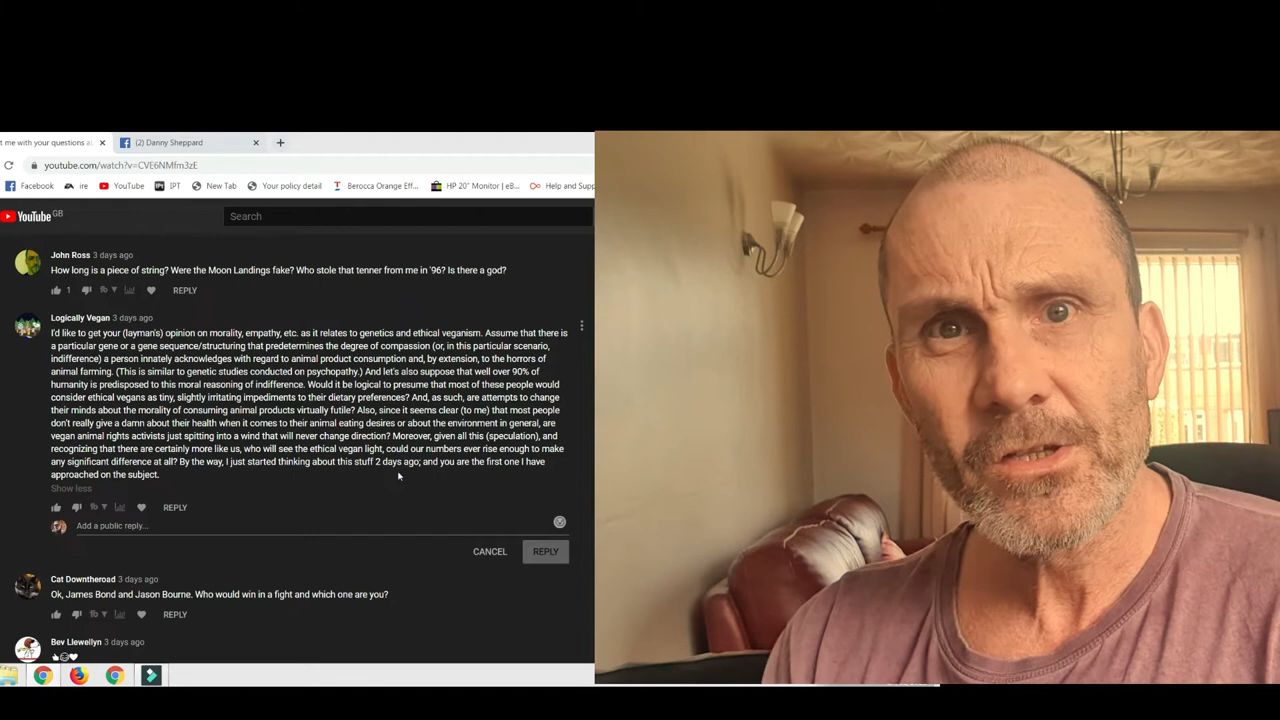 t me with your questions a
(2) Danny Sheppard
youtube.com/watch?v=CVE6NMfm3zE
Facebook ire YouTube IPT New Tab Your policy detail Berocca Orange Eff... HP 20" Monitor | eB... Help and Supp
YouTube GB Search
John Ross 3 days ago
How long is a piece of string? Were the Moon Landings fake? Who stole that tenner from me in '96? Is there a god?
1 REPLY
Logically Vegan 3 days ago
I'd like to get your (layman's) opinion on morality, empathy, etc. as it relates to genetics and ethical veganism. Assume that there is
a particular gene or a gene sequence/structuring that predetermines the degree of compassion (or, in this particular scenario,
indifference) a person innately acknowledges with regard to animal product consumption and, by extension, to the horrors of
animal farming. (This is similar to genetic studies conducted on psychopathy.) And let's also suppose that well over 90% of
humanity is predisposed to this moral reasoning of indifference. Would it be logical to presume that most of these people would
consider ethical vegans as tiny, slightly irritating impediments to their dietary preferences? And, as such, are attempts to change
their minds about the morality of consuming animal products virtually futile? Also, since it seems clear (to me) that most people
don't really give a damn about their health when it comes to their animal eating desires or about the environment in general, are
vegan animal rights activists just spitting into a wind that will never change direction? Moreover, given all this (speculation), and
recognizing that there are certainly more like us, who will see the ethical vegan light, could our numbers ever rise enough to make
any significant difference at all? By the way, I just started thinking about this stuff 2 days ago; and you are the first one I have
approached on the subject.
Show less
REPLY
Add a public reply...
CANCEL REPLY
Cat Downtheroad 3 days ago
Ok, James Bond and Jason Bourne. Who would win in a fight and which one are you?
REPLY
Bev Llewellyn 3 days ago